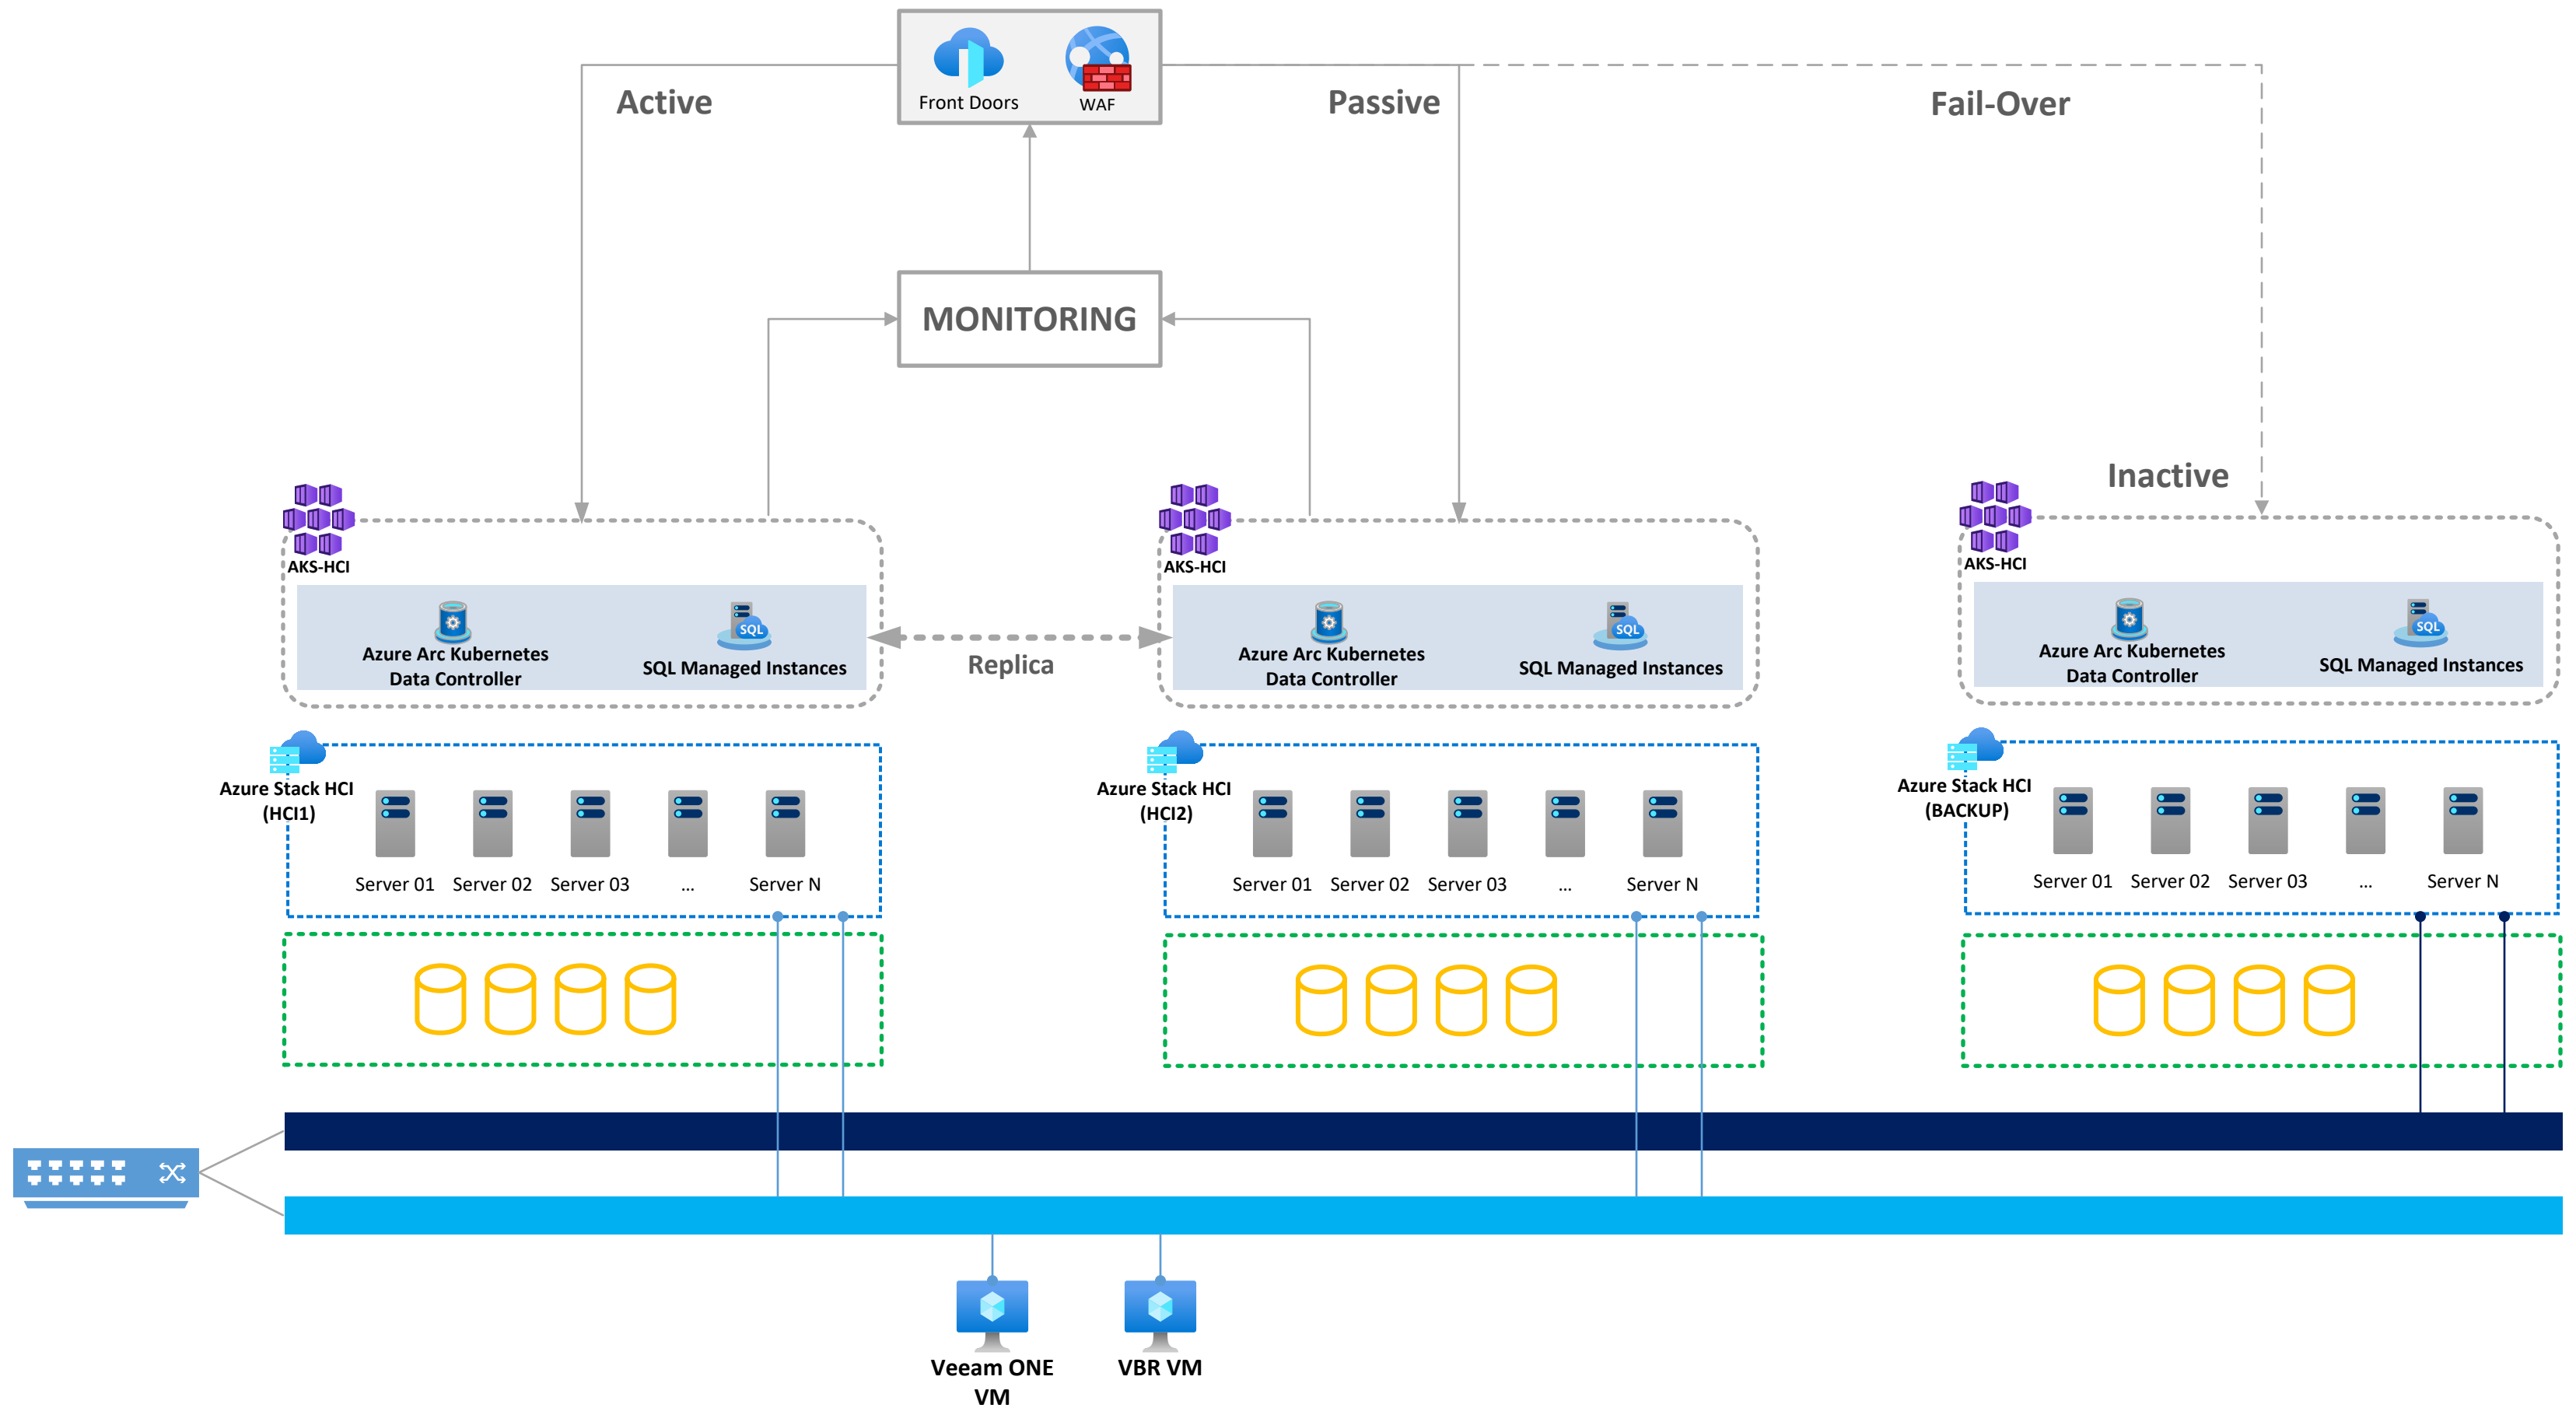 Front Doors
WAF
Active
Passive
Fail-Over
MONITORING
Inactive
AKS-HCI
AKS-HCI
AKS-HCI
Azure Arc Kubernetes
Data Controller
SQL
SQL Managed Instances
Replica
Azure Arc Kubernetes
Data Controller
SQL
SQL Managed Instances
Azure Arc Kubernetes
Data Controller
SQL
SQL Managed Instances
Azure Stack HCI
(HCI1)
Server 01 Server 02 Server 03 ... Server N
Azure Stack HCI
(HCI2)
Server 01 Server 02 Server 03 ... Server N
Azure Stack HCI
(BACKUP)
Server 01 Server 02 Server 03 ... Server N
Veeam ONE
VM
VBR VM